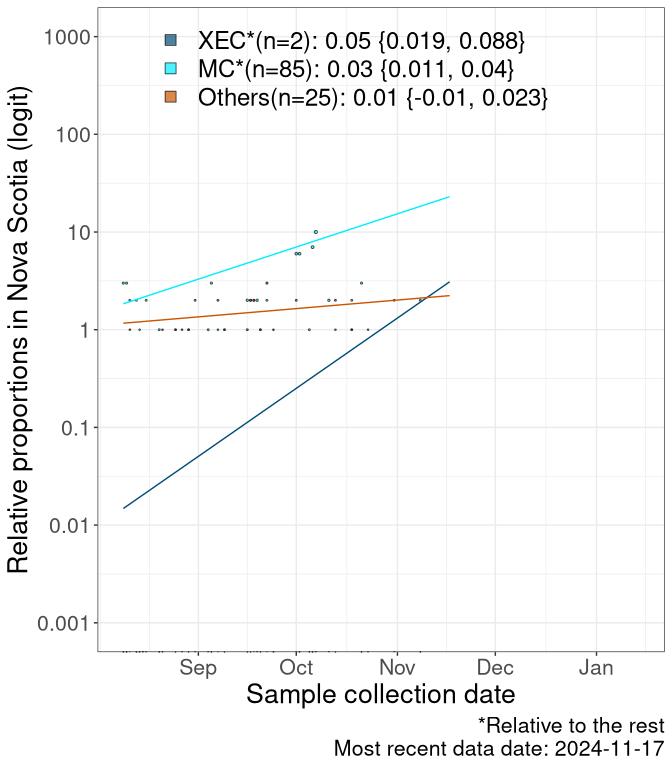 XEC*(n=2): 0.05 {0.019, 0.088}
MC*(n=85): 0.03 {0.011, 0.04}
Others(n=25): 0.01 {-0.01, 0.023}
Relative proportions in Nova Scotia (logit)
1000
100
10
1
0.1
0.01
0.001
Sep Oct Nov Dec Jan
Sample collection date
*Relative to the rest
Most recent data date: 2024-11-17